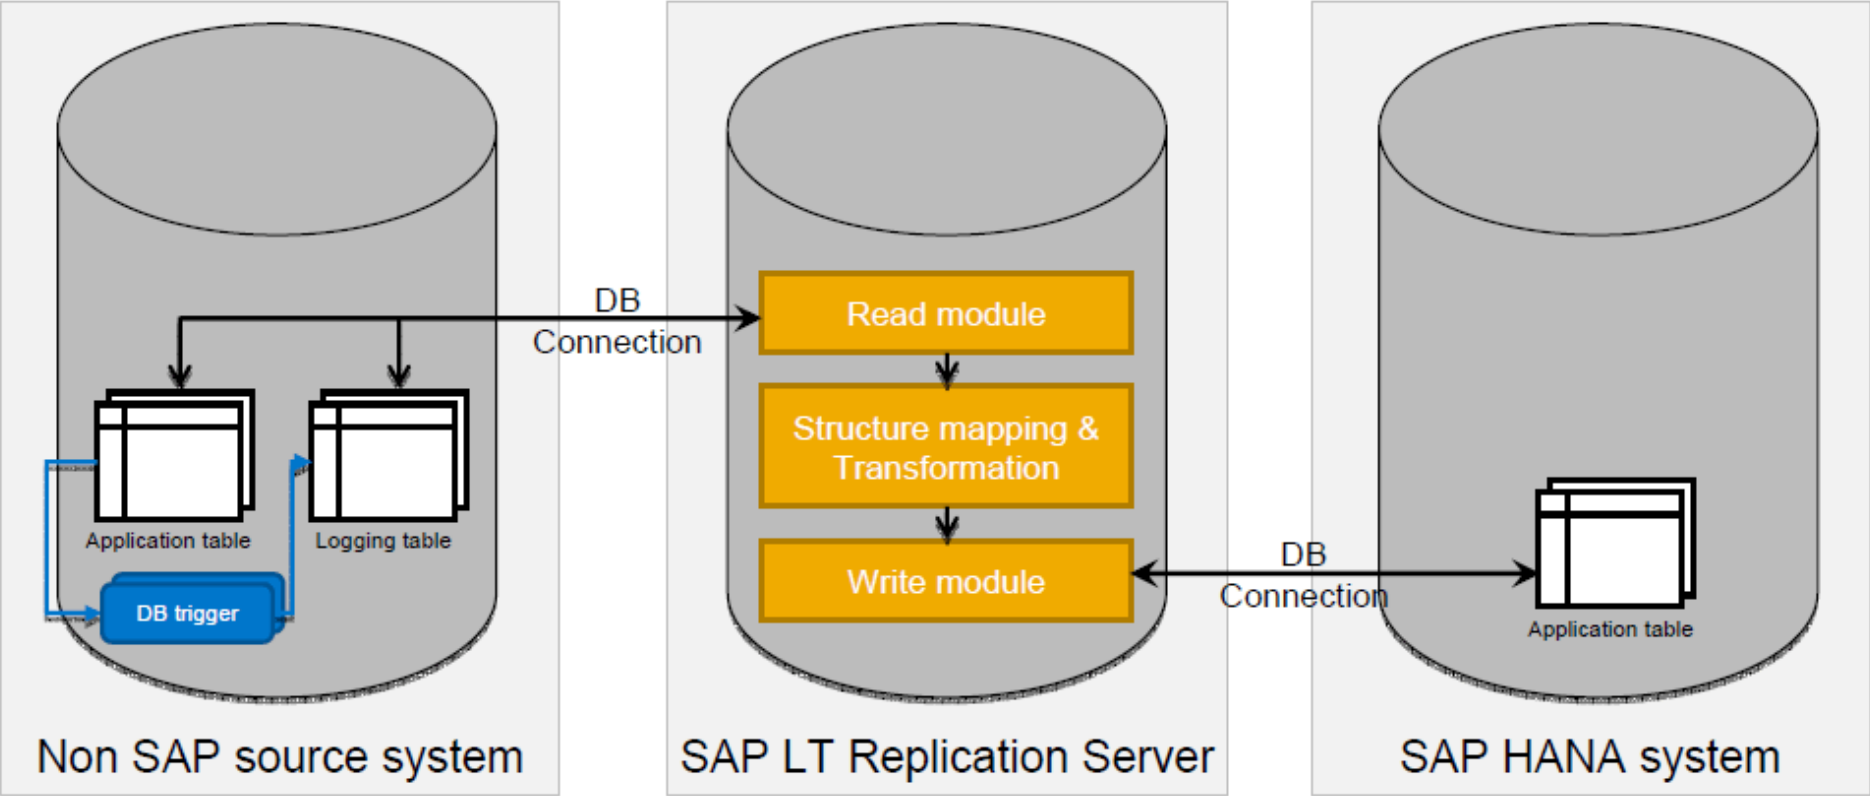 DB
Connection
Read module
Structure mapping &
Transformation
Write module
Application table
Logging table
DB trigger
DB
Connection
Application table
Non SAP source system
SAP LT Replication Server
SAP HANA system